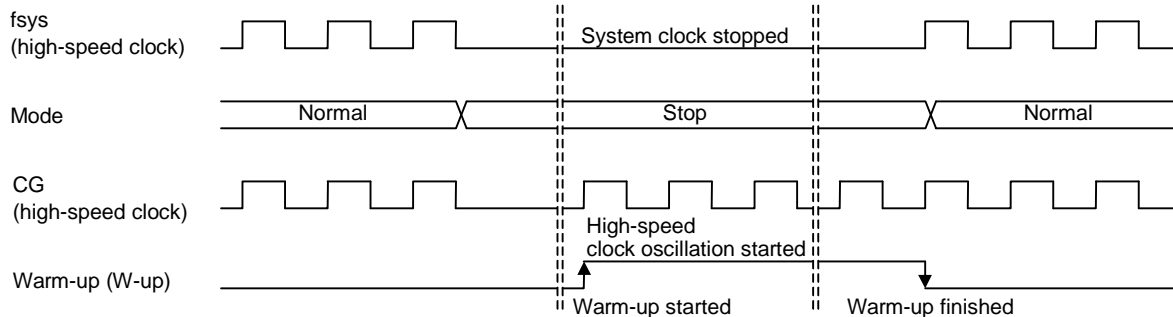 fsys
(high-speed clock)
System clock stopped
Mode
Normal
Stop
Normal
CG
(high-speed clock)
High-speed
clock oscillation started
Warm-up (W-up)
Warm-up started
Warm-up finished